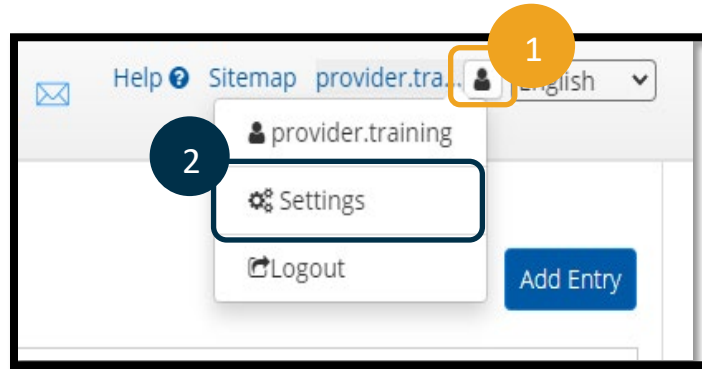 1
Help Sitemap provider.tra... English
provider.training
2
Settings
Logout
Add Entry